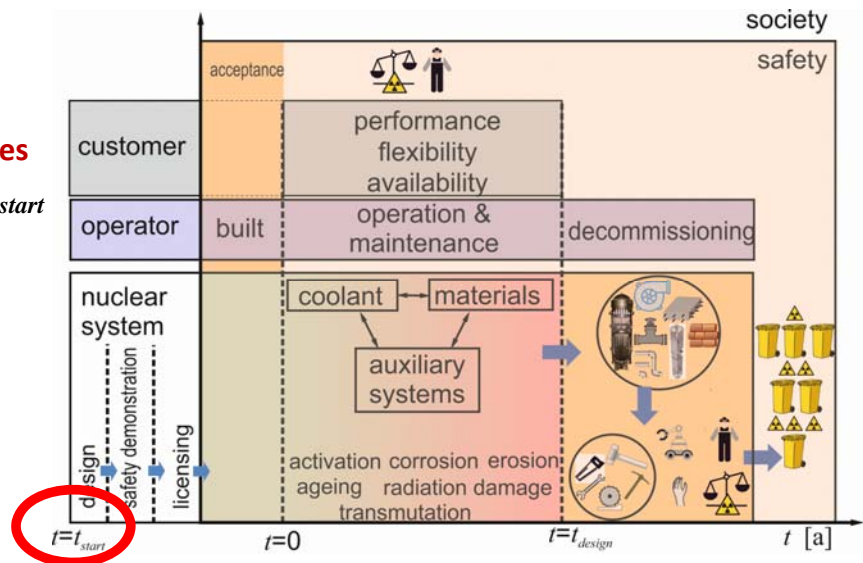 society
safety
acceptance
es
start
customer
performance
flexibility
availability
operator
built
operation &
maintenance
decommissioning
nuclear
system
coolant
materials
auxiliary
systems
design
safety demonstration
licensing
activation corrosion erosion
ageing radiation damage
transmutation
t=tstart
t=0
t=tdesign
t [a]